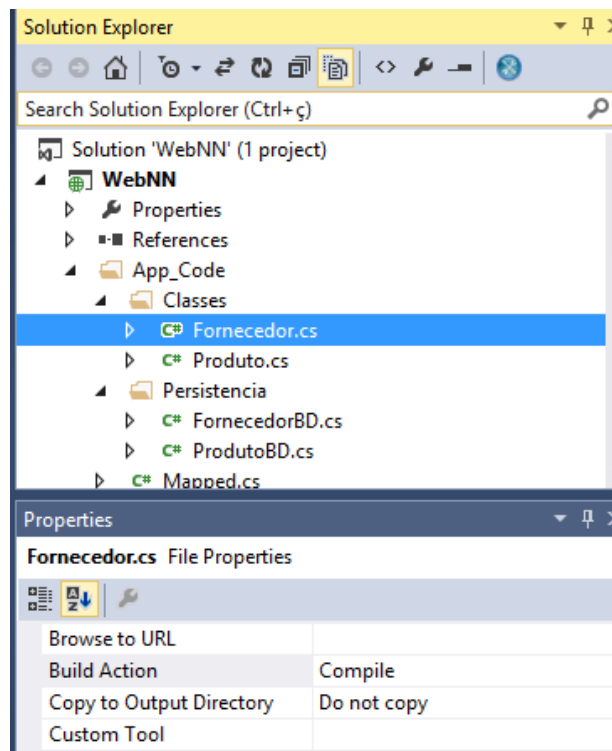 Solution Explorer
Search Solution Explorer (Ctrl+ç)
Solution 'WebNN' (1 project)
WebNN
Properties
References
App_Code
Classes
C# Fornecedor.cs
C# Produto.cs
Persistencia
C# FornecedorBD.cs
C# ProdutoBD.cs
C# Mapped.cs
Properties
Fornecedor.cs File Properties
A
Z
Browse to URL
Build Action Compile
Copy to Output Directory Do not copy
Custom Tool